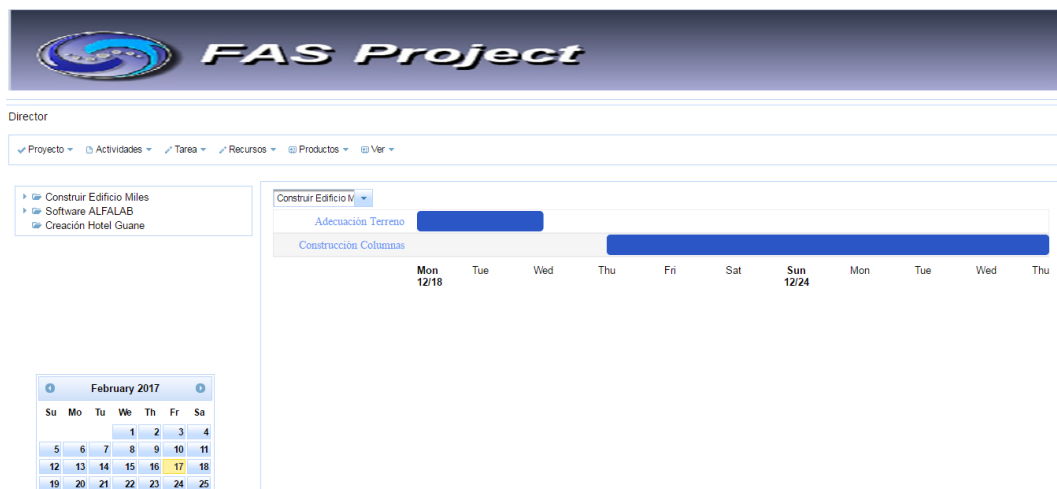 FAS Project
Director
Proyecto Actividades Tarea Recursos Productos Ver
Construir Edificio Miles
Software ALFALAB
Creación Hotel Guane
Construir Edificio M
Adecuación Terreno
Construcción Columnas
Mon Tue Wed Thu Fri Sat Sun Mon Tue Wed Thu
12/18 12/24
February 2017
Su Mo Tu We Th Fr Sa
1 2 3 4
5 6 7 8 9 10 11
12 13 14 15 16 17 18
19 20 21 22 23 24 25